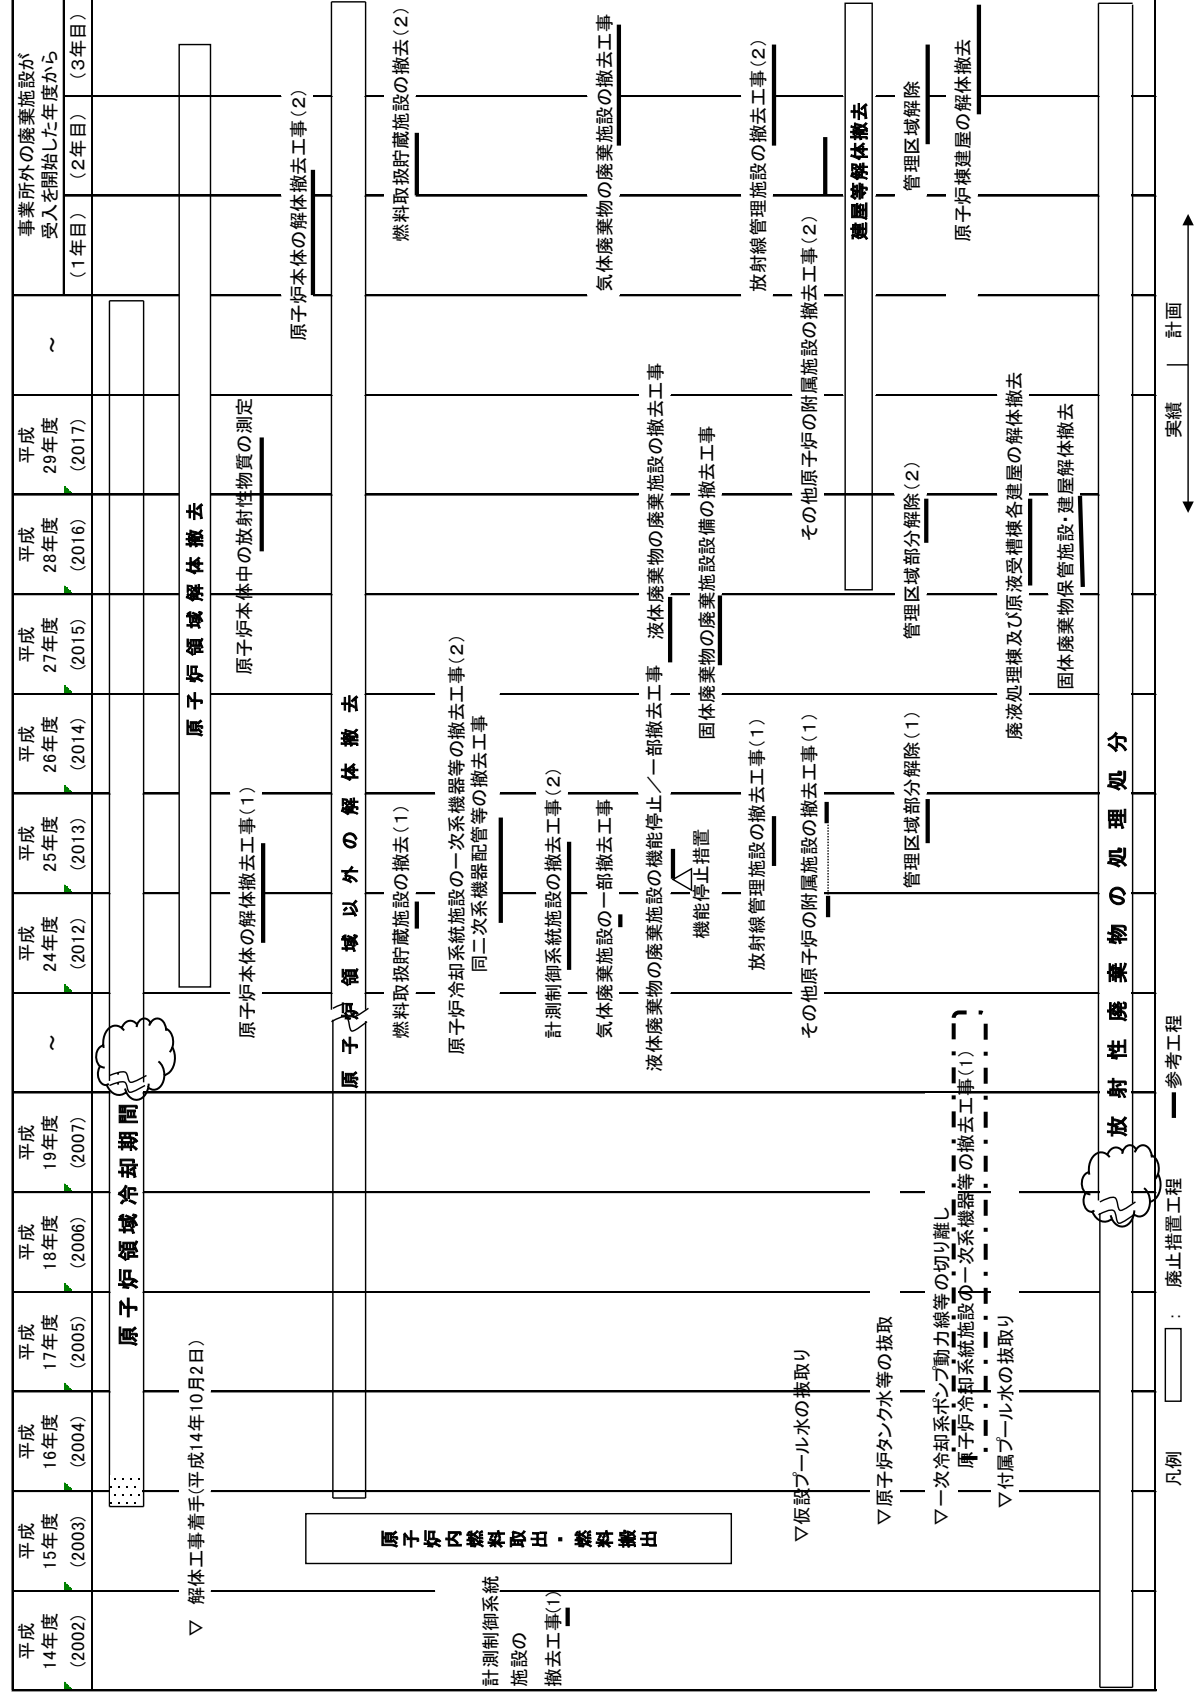 平成
14年度
(2002)
平成
15年度
(2003)
平成
16年度
(2004)
平成
17年度
(2005)
平成
18年度
(2006)
平成
19年度
(2007)
～
平成
24年度
(2012)
平成
25年度
(2013)
平成
26年度
(2014)
平成
27年度
(2015)
平成
28年度
(2016)
平成
29年度
(2017)
～
事業所外の廃棄施設が
受入を開始した年度から
(1年目)
(2年目)
(3年目)
原子炉領域冷却期間
▽ 解体工事着手(平成14年10月2日)
原子炉領域解体撤去
原子炉本体の解体撤去工事(1)
原子炉本体中の放射性物質の測定
原子炉本体の解体撤去工事(2)
原子炉領域以外の解体撤去
原子炉内燃料取出・燃料搬出
燃料取扱貯蔵施設の撤去(1)
燃料取扱貯蔵施設の撤去(2)
原子炉冷却系統施設の一次系機器等の撤去工事(2)
同二次系機器配管等の撤去工事
計測制御系統
施設の
撤去工事(1)
計測制御系統施設の撤去工事(2)
気体廃棄施設の一部撤去工事
気体廃棄物の廃棄施設の撤去工事
液体廃棄物の廃棄施設の機能停止／一部撤去工事
液体廃棄物の廃棄施設の撤去工事
機能停止措置
固体廃棄物の廃棄施設設備の撤去工事
放射線管理施設の撤去工事(1)
放射線管理施設の撤去工事(2)
▽仮設プール水の抜取り
その他原子炉の附属施設の撤去工事(1)
その他原子炉の附属施設の撤去工事(2)
建屋等解体撤去
▽原子炉タンク水等の抜取
管理区域部分解除(1)
管理区域部分解除(2)
管理区域解除
▽一次冷却系ポンプ動力線等の切り離し
原子炉冷却系統施設の一次系機器等の撤去工事(1)
原子炉棟建屋の解体撤去
▽付属プール水の抜取り
廃液処理棟及び原液受槽棟各建屋の解体撤去
固体廃棄物保管施設・建屋解体撤去
放射性廃棄物の処理処分
凡例
：
廃止措置工程
参考工程
実績
計画